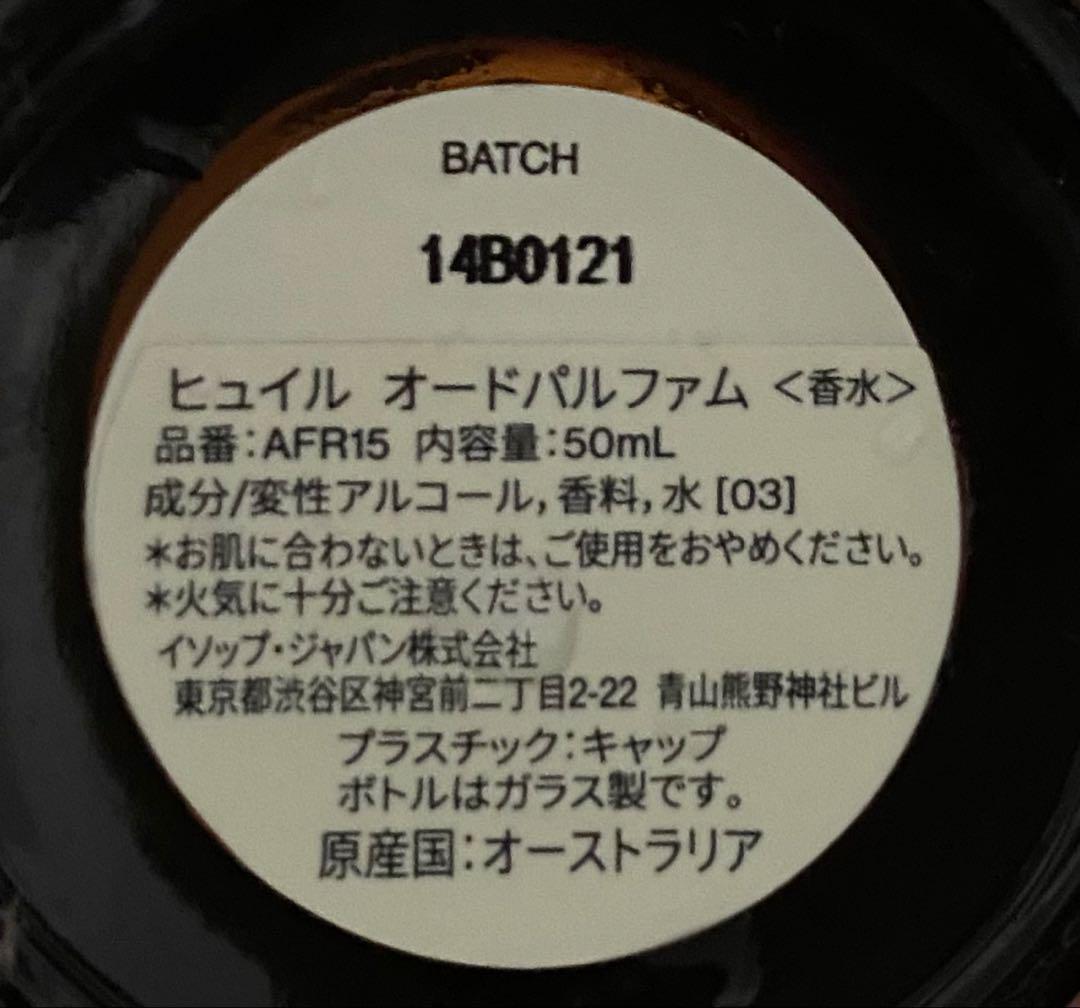 BATCH
14B0121
ヒュイル オードパルファム <香水>
品番:AFR15 内容量:50mL
成分/変性アルコール,香料,水 [03]
*お肌に合わないときは、ご使用をおやめください。
*火気に十分ご注意ください。
イソップ・ジャパン株式会社
東京都渋谷区神宮前二丁目2-22 青山熊野神社ビル
プラスチック:キャップ
ボトルはガラス製です。
原産国:オーストラリア